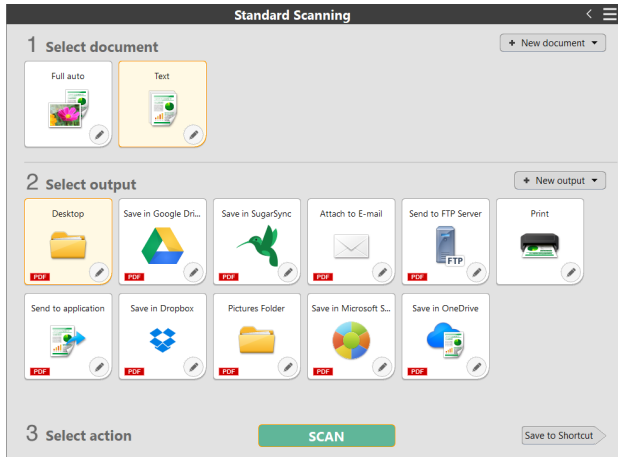 Standard Scanning
1 Select document
+ New document
Full auto
Text
2 Select output
+ New output
Desktop
Save in Google Dri...
Save in SugarSync
Attach to E-mail
Send to FTP Server
Print
PDF
PDF
PDF
PDF
FTP
PDF
Send to application
Save in Dropbox
Pictures Folder
Save in Microsoft S...
Save in OneDrive
PDF
PDF
PDF
PDF
PDF
3 Select action
SCAN
Save to Shortcut